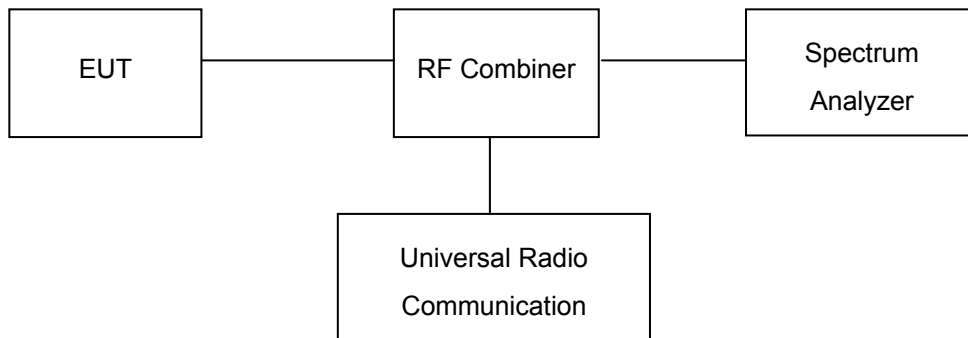 EUT
RF Combiner
Spectrum
Analyzer
Universal Radio
Communication